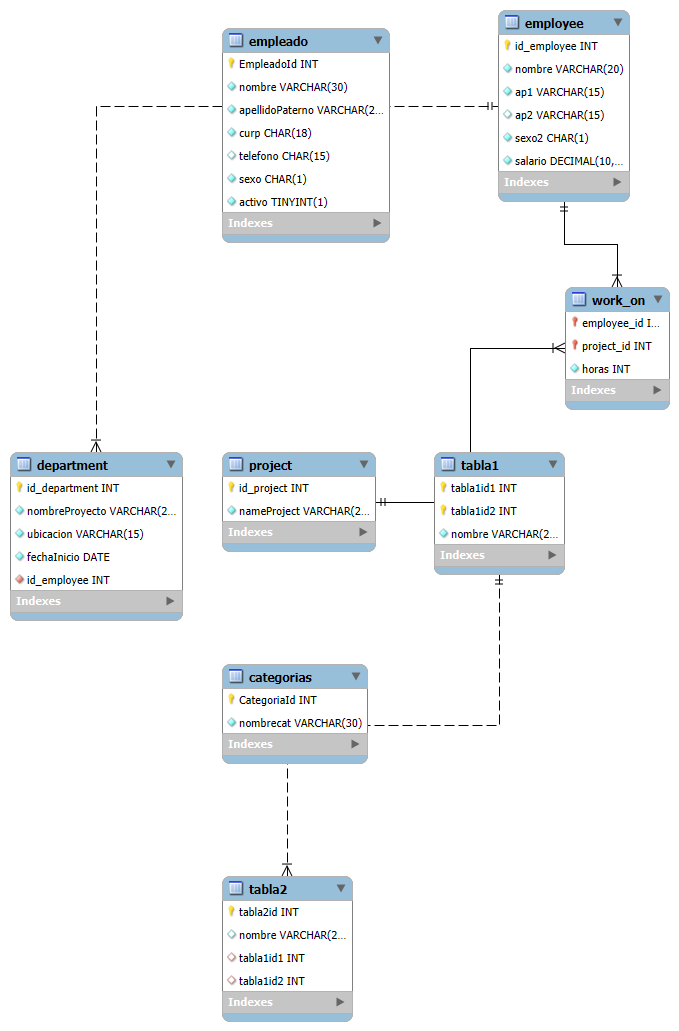 empleado
EmpleadoId INT
nombre VARCHAR(30)
apellidoPaterno VARCHAR(2...
curp CHAR(18)
telefono CHAR(15)
sexo CHAR(1)
activo TINYINT(1)
Indexes
employee
id_employee INT
nombre VARCHAR(20)
ap1 VARCHAR(15)
ap2 VARCHAR(15)
sexo2 CHAR(1)
salario DECIMAL(10,...
Indexes
work_on
employee_id I...
project_id INT
horas INT
Indexes
department
id_department INT
nombreProyecto VARCHAR(2...
ubicacion VARCHAR(15)
fechaInicio DATE
id_employee INT
Indexes
project
id_project INT
nameProject VARCHAR(2...
Indexes
tabla1
tabla1id1 INT
tabla1id2 INT
nombre VARCHAR(2...
Indexes
categorias
CategoriaId INT
nombrecat VARCHAR(30)
Indexes
tabla2
tabla2id INT
nombre VARCHAR(2...
tabla1id1 INT
tabla1id2 INT
Indexes